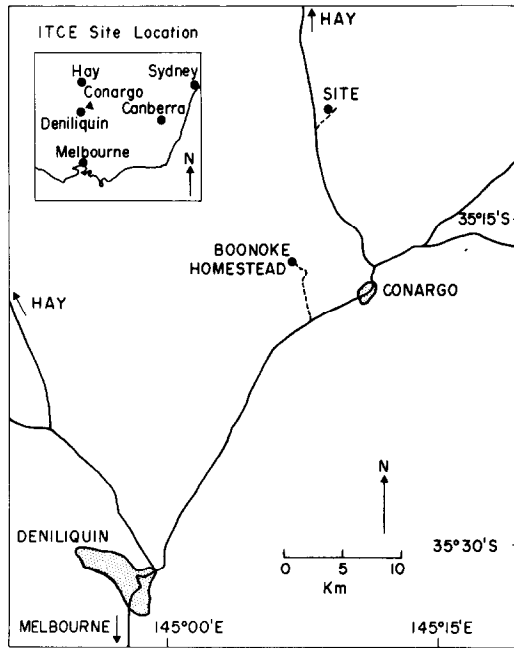 ITCE Site Location
Hay
Sydney
Conargo
Canberra
Deniliquin
Melbourne
N
HAY
SITE
35°15'S
BOONOKE
HOMESTEAD
CONARGO
HAY
N
DENILIQUIN
35°30'S
0 5 10
Km
MELBOURNE
145°00'E
145°15'E